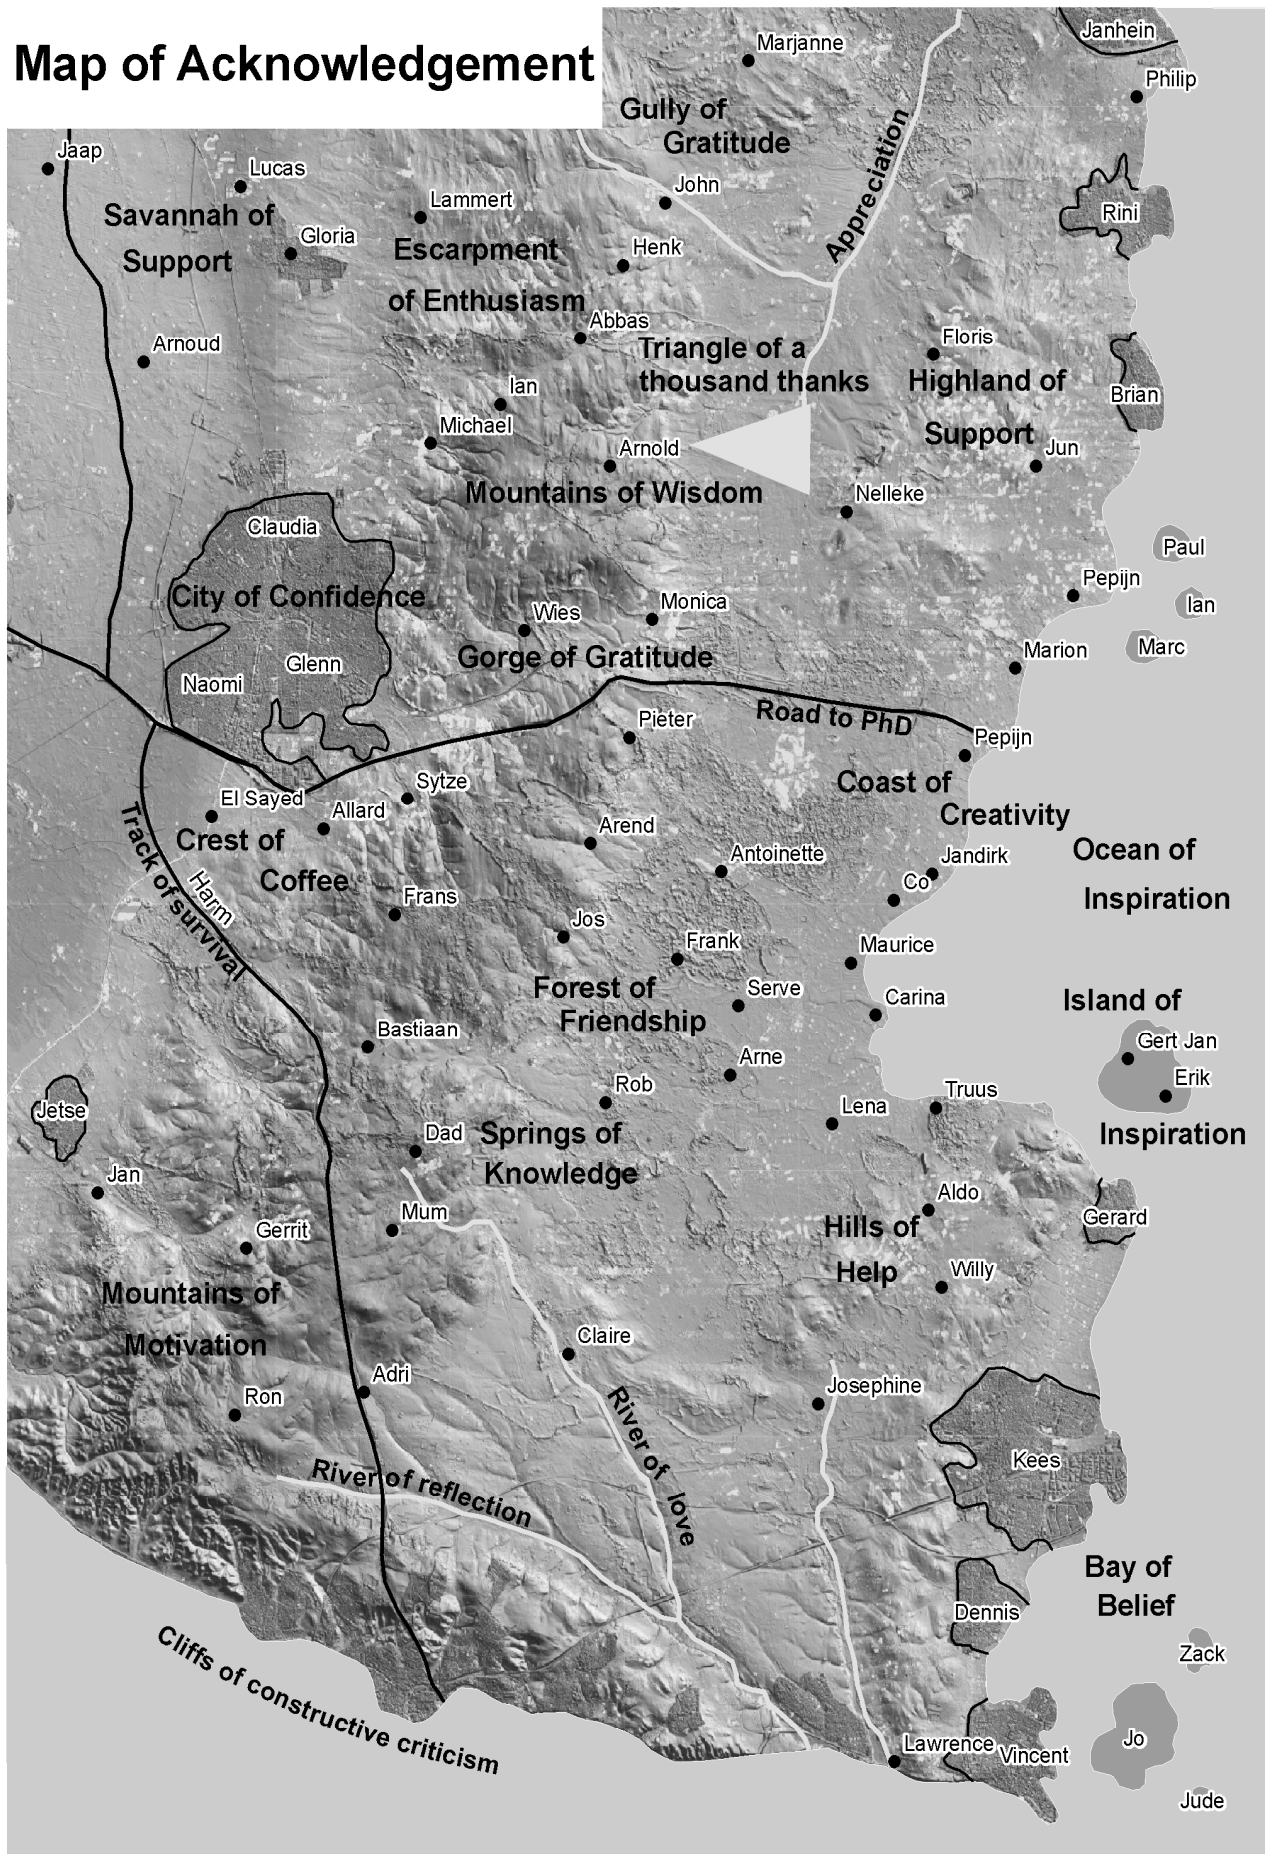 Map of Acknowledgement
Janhein
Marjanne
Philip
Gully of
Gratitude
Appreciation
Jaap
Lucas
John
Lammert
Savannah of
Support
Rini
Gloria
Henk
Escarpment
of Enthusiasm
Abbas
Arnoud
Floris
Triangle of a
thousand thanks
Highland of
Support
Ian
Brian
Michael
Arnold
Jun
Mountains of Wisdom
Nelleke
Claudia
Paul
Pepijn
City of Confidence
Wies
Monica
Ian
Marc
Gorge of Gratitude
Marion
Glenn
Naomi
Pieter
Road to PhD
Pepijn
Sytze
Coast of
Creativity
El Sayed
Allard
Crest of
Coffee
Arend
Track of survival
Antoinette
Jandirk
Ocean of
Inspiration
Harm
Co
Frans
Jos
Frank
Maurice
Forest of
Friendship
Serve
Carina
Island of
Bastiaan
Gert Jan
Arne
Erik
Rob
Truus
Jetse
Lena
Inspiration
Dad
Springs of
Knowledge
Jan
Aldo
Mum
Gerard
Gerrit
Hills of
Help
Willy
Mountains of
Motivation
Claire
Adri
Josephine
Ron
River of love
Kees
River of reflection
Bay of
Belief
Dennis
Cliffs of constructive criticism
Zack
Lawrence
Vincent
Jo
Jude